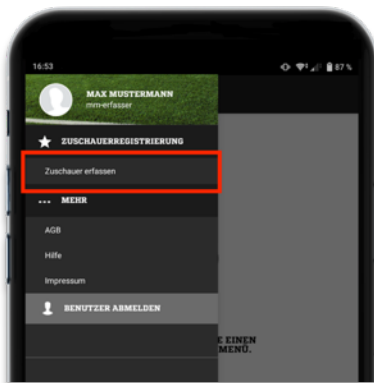 16:53
87 %
MAX MUSTERMANN
mm-erfasser
ZUSCHAUERREGISTRIERUNG
Zuschauer erfassen
MEHR
AGB
Hilfe
Impressum
BENUTZER ABMELDEN
E EINEN
MENÜ.